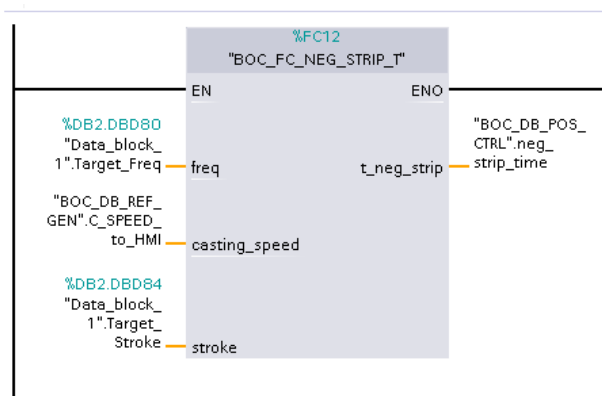 %FC12
"BOC_FC_NEG_STRIP_T"
EN
ENO
%DB2.DBD80
"Data_block_
1".Target_Freq
freq
t_neg_strip
"BOC_DB_POS_
CTRL".neg_
strip_time
"BOC_DB_REF_
GEN".C_SPEED_
to_HMI
casting_speed
%DB2.DBD84
"Data_block_
1".Target_
Stroke
stroke